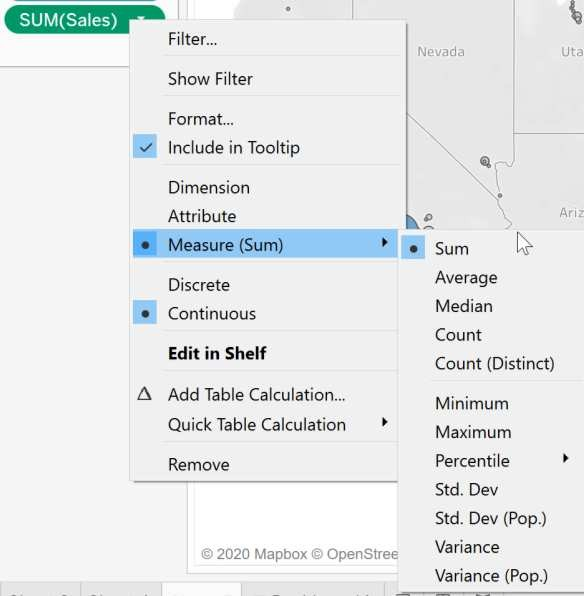 SUM(Sales)
Filter...
Show Filter
Format...
Include in Tooltip
Dimension
Attribute
Measure (Sum)
Discrete
Continuous
Edit in Shelf
Add Table Calculation...
Quick Table Calculation
Remove
Nevada
Uta
Ariz
Sum
Average
Median
Count
Count (Distinct)
Minimum
Maximum
Percentile
Std. Dev
Std. Dev (Pop.)
Variance
Variance (Pop.)
© 2020 Mapbox © OpenStree